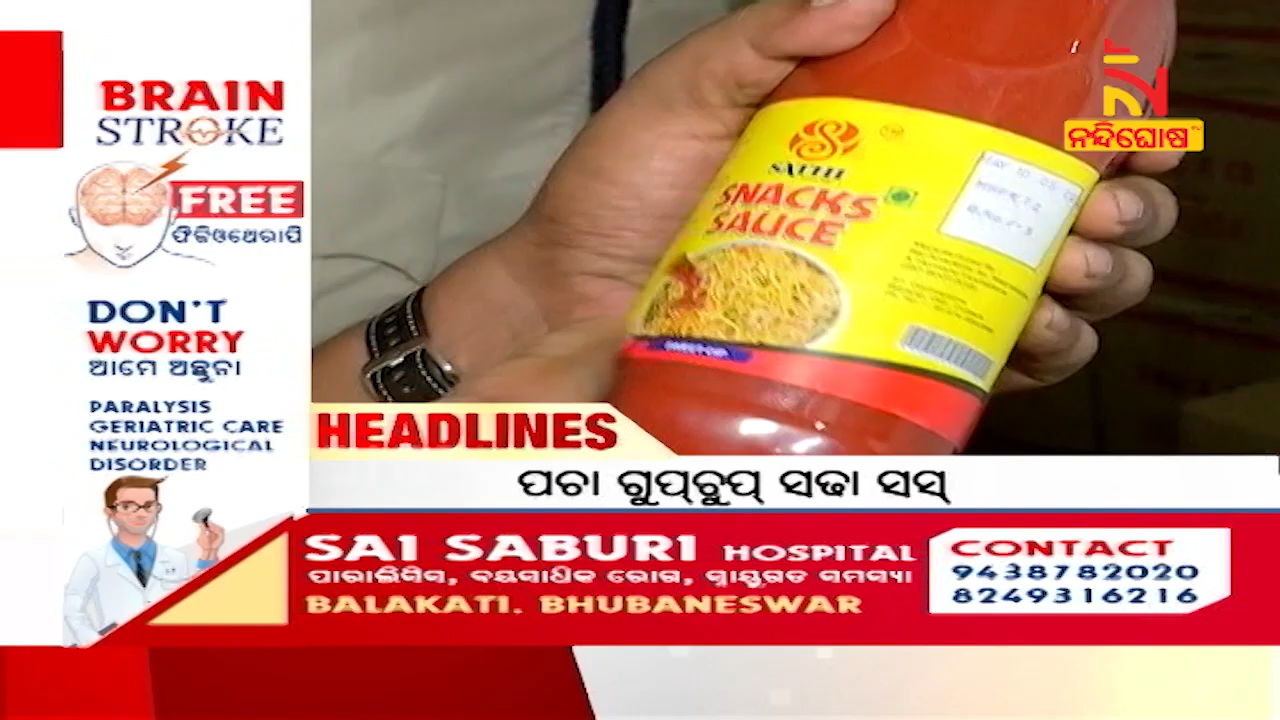 BRAIN
STROKE
FREE
ଫିଜିଓଥେରାପି
DON'T
WORRY
ଆମେ ଅଛୁନା
PARALYSIS
GERIATRIC CARE
NEUROLOGICAL
DISORDER
ନନ୍ଦିଘୋଷ
SATHI
SNACKS
SAUCE
HEADLINES
ପଚା ଗୁପ୍‌ଚୁପ୍ ସଢା ସସ୍
SAI SABURI HOSPITAL
ପାରାଲିସିସ, ବୟସାଧିକ ରୋଗ, ସ୍ନାୟୁଗତ ସମସ୍ୟା
BALAKATI, BHUBANESWAR
CONTACT
9438782020
8249316216